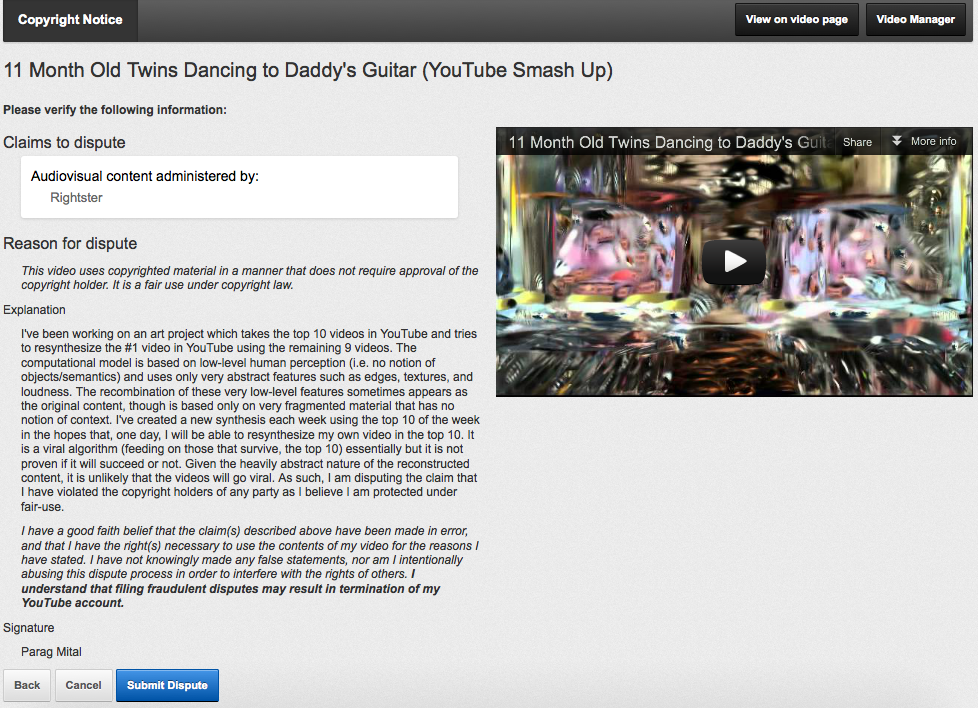 Copyright Notice
View on video page
Video Manager
11 Month Old Twins Dancing to Daddy's Guitar (YouTube Smash Up)
Please verify the following information:
Claims to dispute
Audiovisual content administered by:
Rightster
11 Month Old Twins Dancing to Daddy's Guit
Share
More info
Reason for dispute
This video uses copyrighted material in a manner that does not require approval of the
copyright holder. It is a fair use under copyright law.
Explanation
I've been working on an art project which takes the top 10 videos in YouTube and tries
to resynthesize the #1 video in YouTube using the remaining 9 videos. The
computational model is based on low-level human perception (i.e. no notion of
objects/semantics) and uses only very abstract features such as edges, textures, and
loudness. The recombination of these very low-level features sometimes appears as
the original content, though is based only on very fragmented material that has no
notion of context. I've created a new synthesis each week using the top 10 of the week
in the hopes that, one day, I will be able to resynthesize my own video in the top 10. It
is a viral algorithm (feeding on those that survive, the top 10) essentially but it is not
proven if it will succeed or not. Given the heavily abstract nature of the reconstructed
content, it is unlikely that the videos will go viral. As such, I am disputing the claim that
I have violated the copyright holders of any party as I believe I am protected under
fair-use.
I have a good faith belief that the claim(s) described above have been made in error,
and that I have the right(s) necessary to use the contents of my video for the reasons I
have stated. I have not knowingly made any false statements, nor am I intentionally
abusing this dispute process in order to interfere with the rights of others. I
understand that filing fraudulent disputes may result in termination of my
YouTube account.
Signature
Parag Mital
Back
Cancel
Submit Dispute